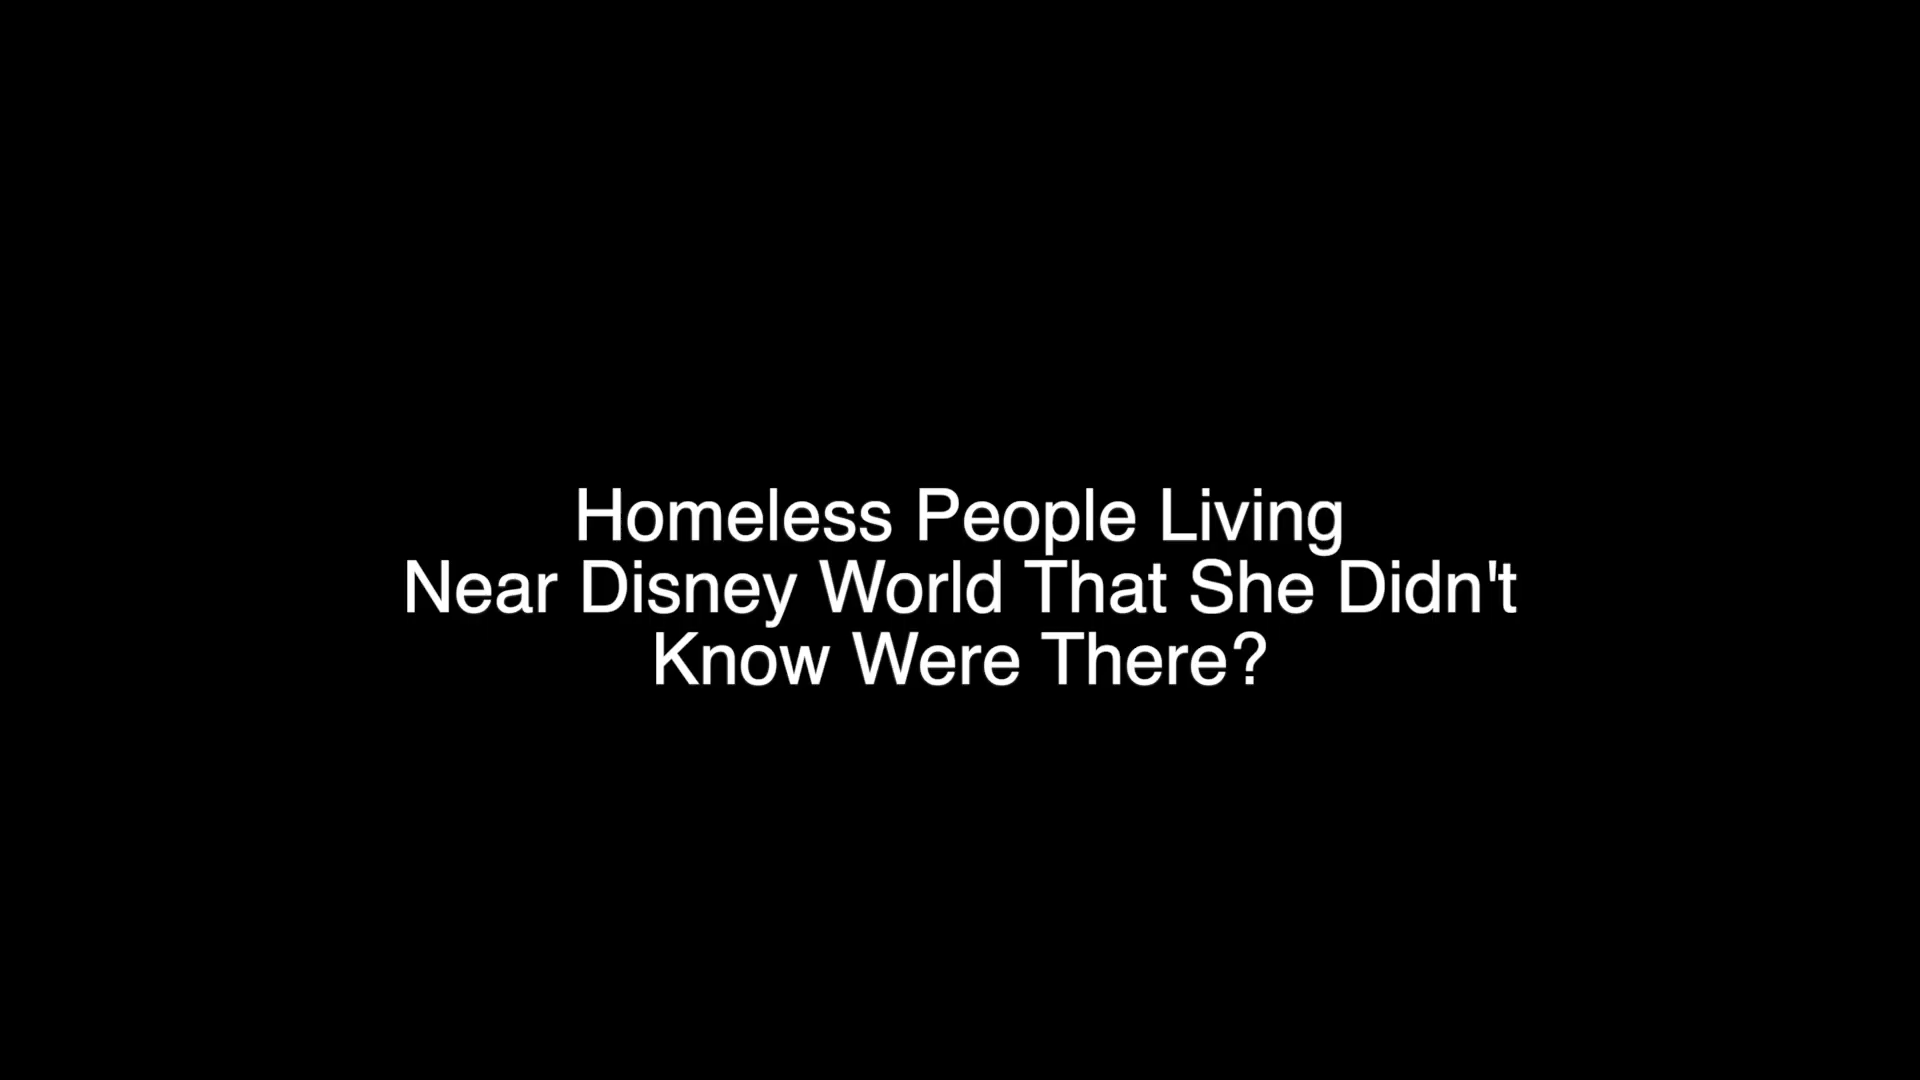 Homeless People Living
Near Disney World That She Didn't
Know Were There?